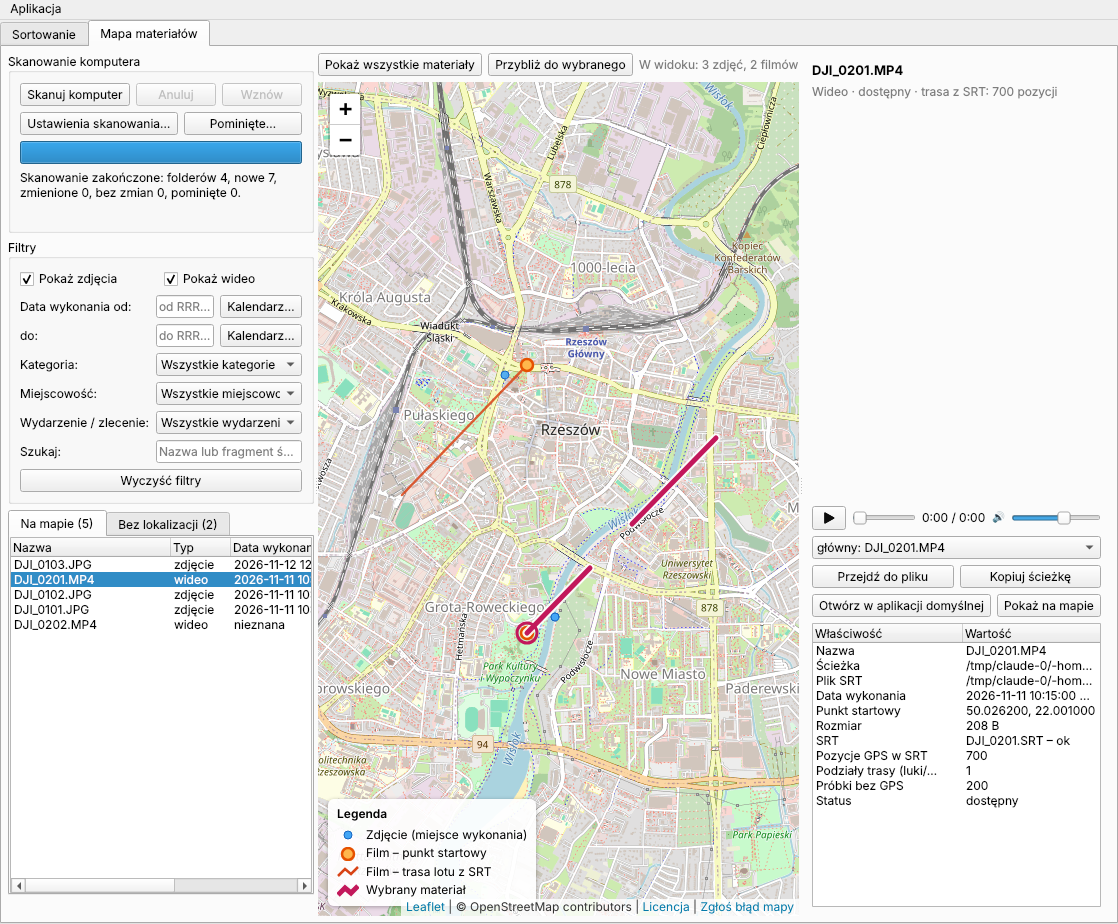 Aplikacja
Sortowanie
Mapa materiałów
Skanowanie komputera
Skanuj komputer
Anuluj
Wznów
Ustawienia skanowania...
Pominięte...
Skanowanie zakończone: folderów 4, nowe 7,
zmienione 0, bez zmian 0, pominięte 0.
Filtry
Pokaż zdjęcia
Pokaż wideo
Data wykonania od:
od RRR...
Kalendarz...
do:
do RRR...
Kalendarz...
Kategoria:
Wszystkie kategorie
Miejscowość:
Wszystkie miejscowc
Wydarzenie / zlecenie:
Wszystkie wydarzeni
Szukaj:
Nazwa lub fragment ś...
Wyczyść filtry
Na mapie (5)
Bez lokalizacji (2)
Nazwa Typ Data wykonar
DJI_0103.JPG zdjęcie 2026-11-12 12
DJI_0201.MP4 wideo 2026-11-11 10
DJI_0102.JPG zdjęcie 2026-11-11 10
DJI_0101.JPG zdjęcie 2026-11-11 10
DJI_0202.MP4 wideo nieznana
Pokaż wszystkie materiały
Przybliż do wybranego
W widoku: 3 zdjęć, 2 filmów
+
−
Wisłok
Ciepłownicza
Lubelska
Warszawska
878
Kopiec
Konfederatów
Barskich
1000-lecia
Króla Augusta
Krakowska
Wiadukt
Śląski
Rzeszów
Główny
Pułaskiego
Rzeszów
Wisłok
Podwisłocze
Uniwersytet
Rzeszowski
878
Grota-Roweckiego
Hetmańska
Park Kultury
i Wypoczynku
Podwisłocze
Nowe Miasto
Paderewski
orowskiego
94
Wisłok
olitechnika
zeszowska
Park Papieski
Legenda
Zdjęcie (miejsce wykonania)
Film – punkt startowy
Film – trasa lotu z SRT
Wybrany materiał
Leaflet | © OpenStreetMap contributors | Licencja | Zgłoś błąd mapy
DJI_0201.MP4
Wideo · dostępny · trasa z SRT: 700 pozycji
0:00 / 0:00
główny: DJI_0201.MP4
Przejdź do pliku
Kopiuj ścieżkę
Otwórz w aplikacji domyślnej
Pokaż na mapie
Właściwość Wartość
Nazwa DJI_0201.MP4
Ścieżka /tmp/claude-0/-hom...
Plik SRT /tmp/claude-0/-hom...
Data wykonania 2026-11-11 10:15:00 ...
Punkt startowy 50.026200, 22.001000
Rozmiar 208 B
SRT DJI_0201.SRT – ok
Pozycje GPS w SRT 700
Podziały trasy (luki/... 1
Próbki bez GPS 200
Status dostępny